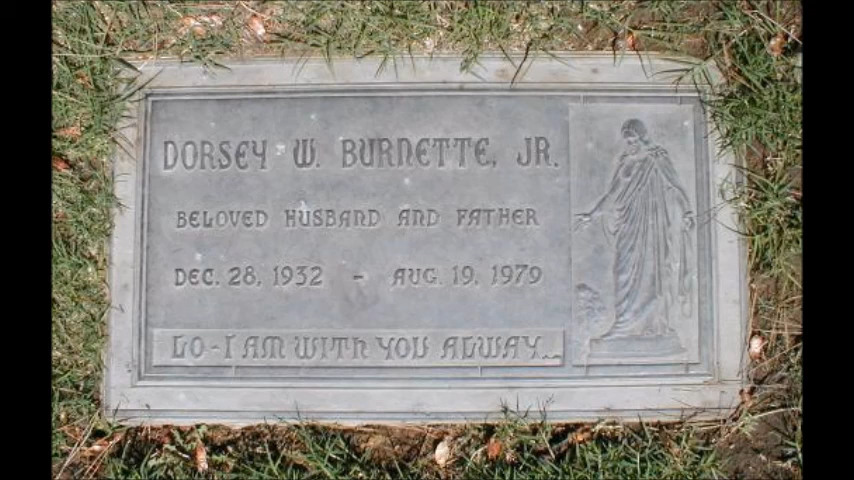 DORSEY W. BURNETTE, JR.
BELOVED HUSBAND AND FATHER
DEC. 28, 1932 - AUG. 19, 1979
LO-I AM WITH YOU ALWAY...